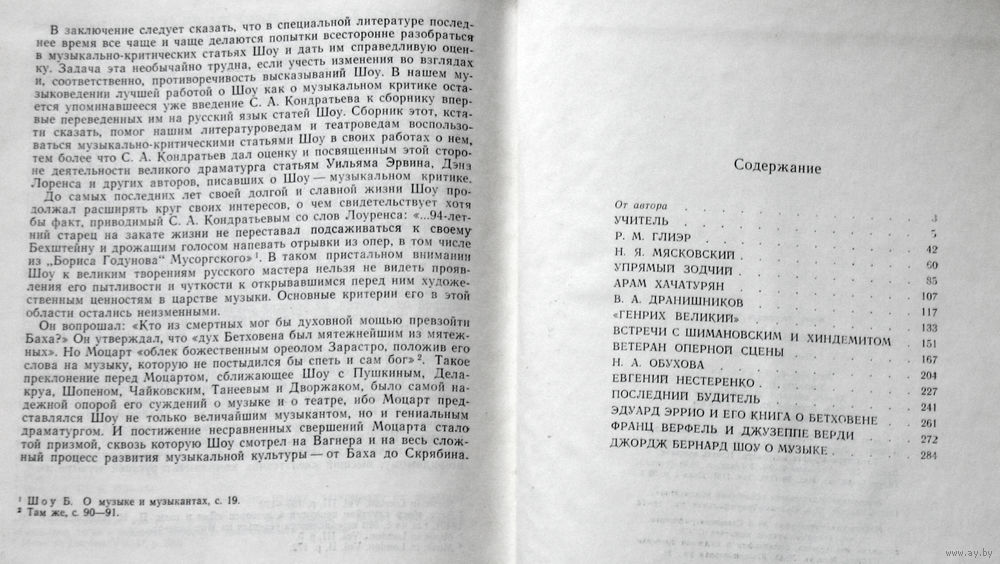 В заключение следует сказать, что в специальной литературе послед-
нее время все чаще и чаще делаются попытки всесторонне разобраться
в музыкально-критических статьях Шоу и дать им справедливую оцен-
ку. Задача эта необычайно трудна, если учесть изменения во взглядах
и, соответственно, противоречивость высказываний Шоу. В нашем му-
зыковедении лучшей работой о Шоу как о музыкальном критике оста-
ется упоминавшееся уже введение С. А. Кондратьева к сборнику впер-
вые переведенных им на русский язык статей Шоу. Сборник этот, кста-
ти сказать, помог нашим литературоведам и театроведам воспользо-
ваться музыкально-критическими статьями Шоу в своих работах о нем,
тем более что С. А. Кондратьев дал оценку и посвященным этой сторо-
не деятельности великого драматурга статьям Уильяма Эрвина, Дэна
Лоренса и других авторов, писавших о Шоу — музыкальном критике.
До самых последних лет своей долгой и славной жизни Шоу про-
должал расширять круг своих интересов, о чем свидетельствует хотя
бы факт, приводимый С. А. Кондратьевым со слов Лоуренса: «...94-лет-
ний старец на закате жизни не переставал подсаживаться к своему
Бехштейну и дрожащим голосом напевать отрывки из опер, в том числе
из „Бориса Годунова“ Мусоргского»¹. В таком пристальном внимании
Шоу к великим творениям русского мастера нельзя не видеть прояв-
ления его пытливости и чуткости к открывавшимся перед ним художе-
ственным ценностям в царстве музыки. Основные критерии его в этой
области остались неизменными.
Он вопрошал: «Кто из смертных мог бы духовной мощью превзойти
Баха?» Он утверждал, что «дух Бетховена был мятежнейшим из мятеж-
ных». Но Моцарт «облек божественным ореолом Зарастро, положив его
слова на музыку, которую не постыдился бы спеть и сам бог»². Такое
преклонение перед Моцартом, сближающее Шоу с Пушкиным, Дела-
круа, Шопеном, Чайковским, Танеевым и Дворжаком, было самой на-
дежной опорой его суждений о музыке и о театре, ибо Моцарт пред-
ставлялся Шоу не только величайшим музыкантом, но и гениальным
драматургом. И постижение несравненных свершений Моцарта стало
той призмой, сквозь которую Шоу смотрел на Вагнера и на весь слож-
ный процесс развития музыкальной культуры — от Баха до Скрябина.
¹ Шоу Б. О музыке и музыкантах, с. 19.
² Там же, с. 90—91.
Содержание
От автора . . . 3
УЧИТЕЛЬ . . . 5
Р. М. ГЛИЭР . . . 42
Н. Я. МЯСКОВСКИЙ . . . 60
УПРЯМЫЙ ЗОДЧИЙ . . . 85
АРАМ ХАЧАТУРЯН . . . 107
В. А. ДРАНИШНИКОВ . . . 117
«ГЕНРИХ ВЕЛИКИЙ» . . . 133
ВСТРЕЧИ С ШИМАНОВСКИМ И ХИНДЕМИТОМ . 151
ВЕТЕРАН ОПЕРНОЙ СЦЕНЫ . . . 167
Н. А. ОБУХОВА . . . 204
ЕВГЕНИЙ НЕСТЕРЕНКО . . . 227
ПОСЛЕДНИЙ БУДИТЕЛЬ . . . 241
ЭДУАРД ЭРРИО И ЕГО КНИГА О БЕТХОВЕНЕ . . 261
ФРАНЦ ВЕРФЕЛЬ И ДЖУЗЕППЕ ВЕРДИ . . . 272
ДЖОРДЖ БЕРНАРД ШОУ О МУЗЫКЕ . . . 284
www.ay.by